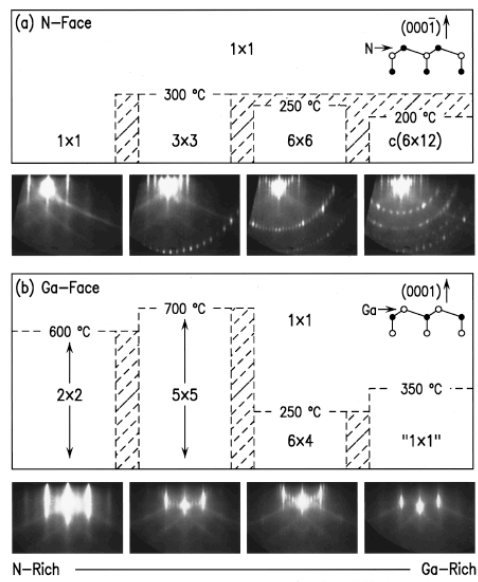 (a) N-Face
(0001̄)
N
1×1
300 °C
250 °C
200 °C
1×1
3×3
6×6
c(6×12)
(b) Ga-Face
(0001)
Ga
700 °C
1×1
600 °C
350 °C
2×2
5×5
250 °C
6×4
"1×1"
N-Rich
Ga-Rich